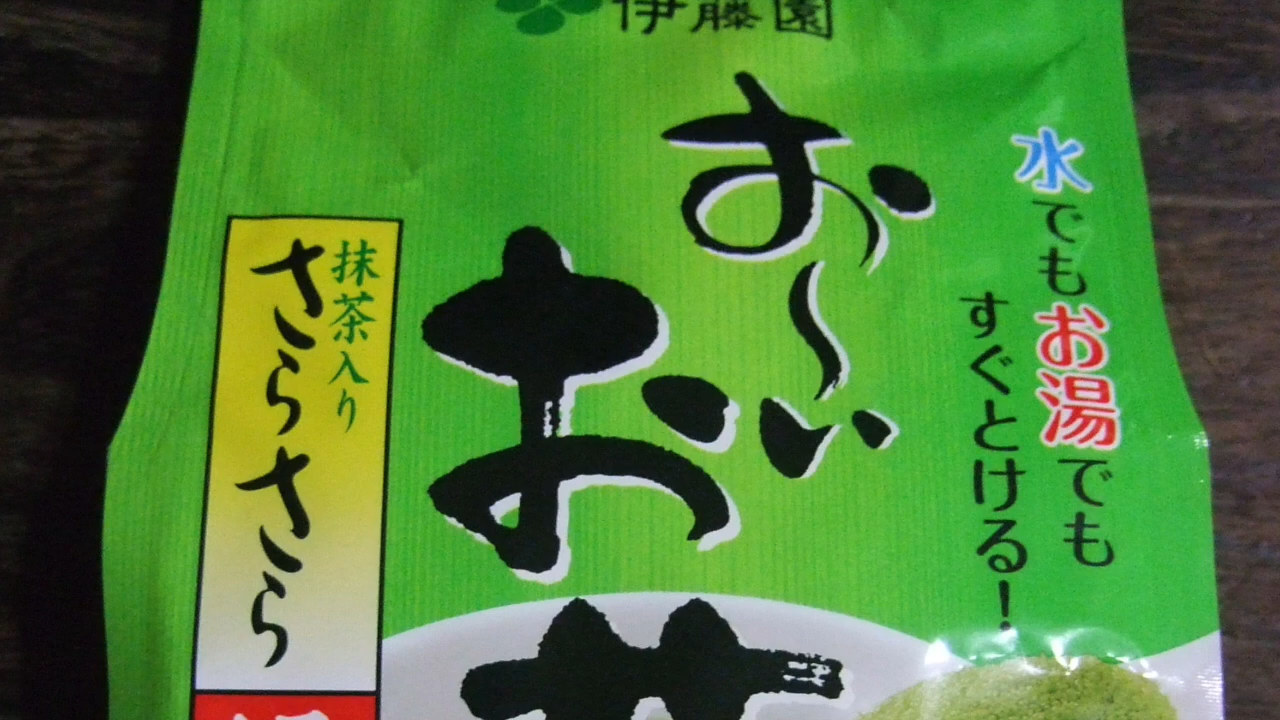 伊藤園
水でもお湯でも
すぐとける！
お～い
お茶
抹茶入り
さらさら